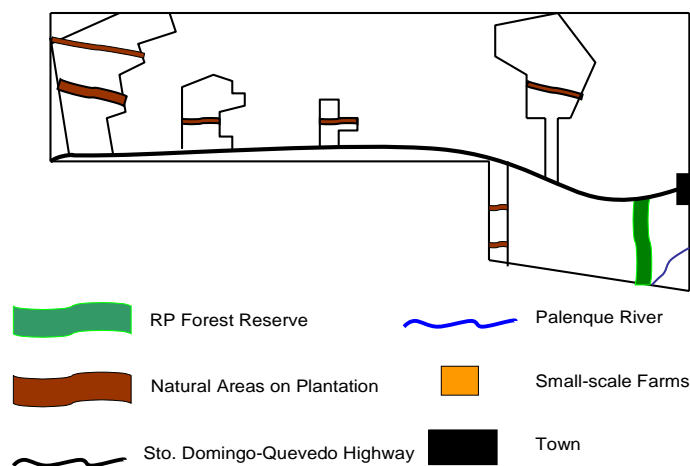 RP Forest Reserve
Palenque River
Natural Areas on Plantation
Small-scale Farms
Sto. Domingo-Quevedo Highway
Town